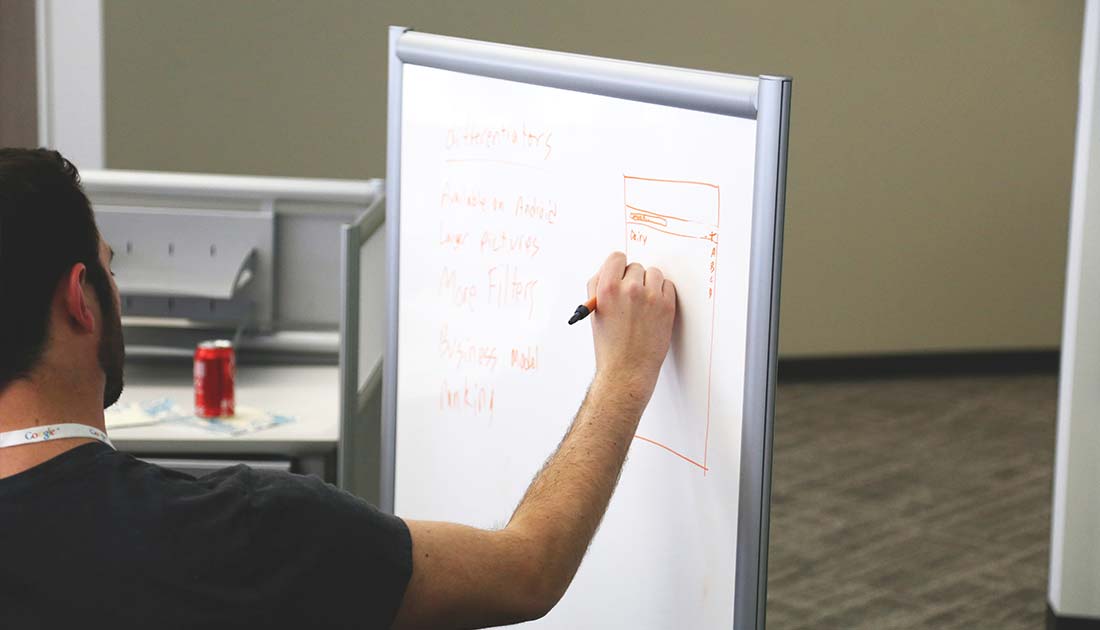 Differentiators
Available on Android
Larger pictures
More Filters
Business model
Ranking
Dairy
A
B
C
D
Google